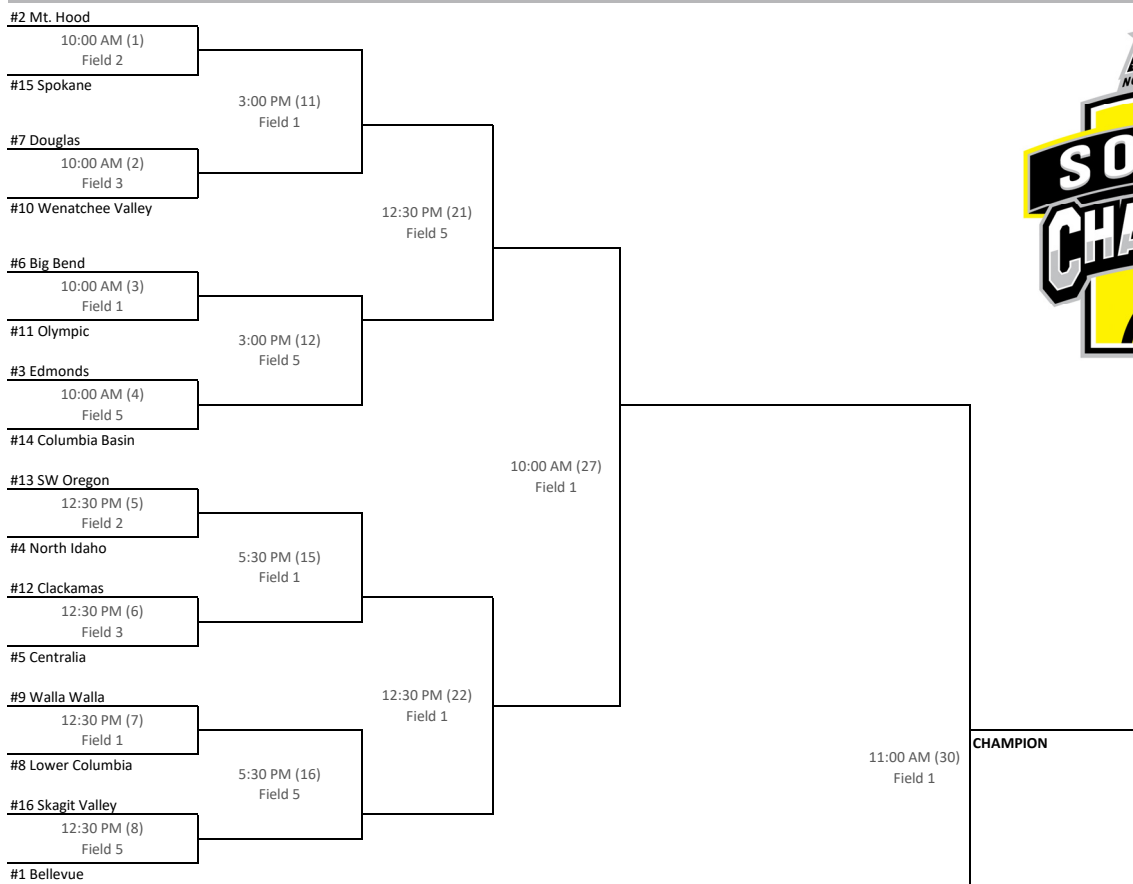 #2 Mt. Hood
10:00 AM (1)
Field 2
#15 Spokane
3:00 PM (11)
Field 1
#7 Douglas
10:00 AM (2)
Field 3
#10 Wenatchee Valley
12:30 PM (21)
Field 5
#6 Big Bend
10:00 AM (3)
Field 1
#11 Olympic
3:00 PM (12)
Field 5
#3 Edmonds
10:00 AM (4)
Field 5
#14 Columbia Basin
10:00 AM (27)
Field 1
#13 SW Oregon
12:30 PM (5)
Field 2
#4 North Idaho
5:30 PM (15)
Field 1
#12 Clackamas
12:30 PM (6)
Field 3
#5 Centralia
12:30 PM (22)
Field 1
#9 Walla Walla
12:30 PM (7)
Field 1
#8 Lower Columbia
5:30 PM (16)
Field 5
#16 Skagit Valley
12:30 PM (8)
Field 5
#1 Bellevue
11:00 AM (30)
Field 1
CHAMPION